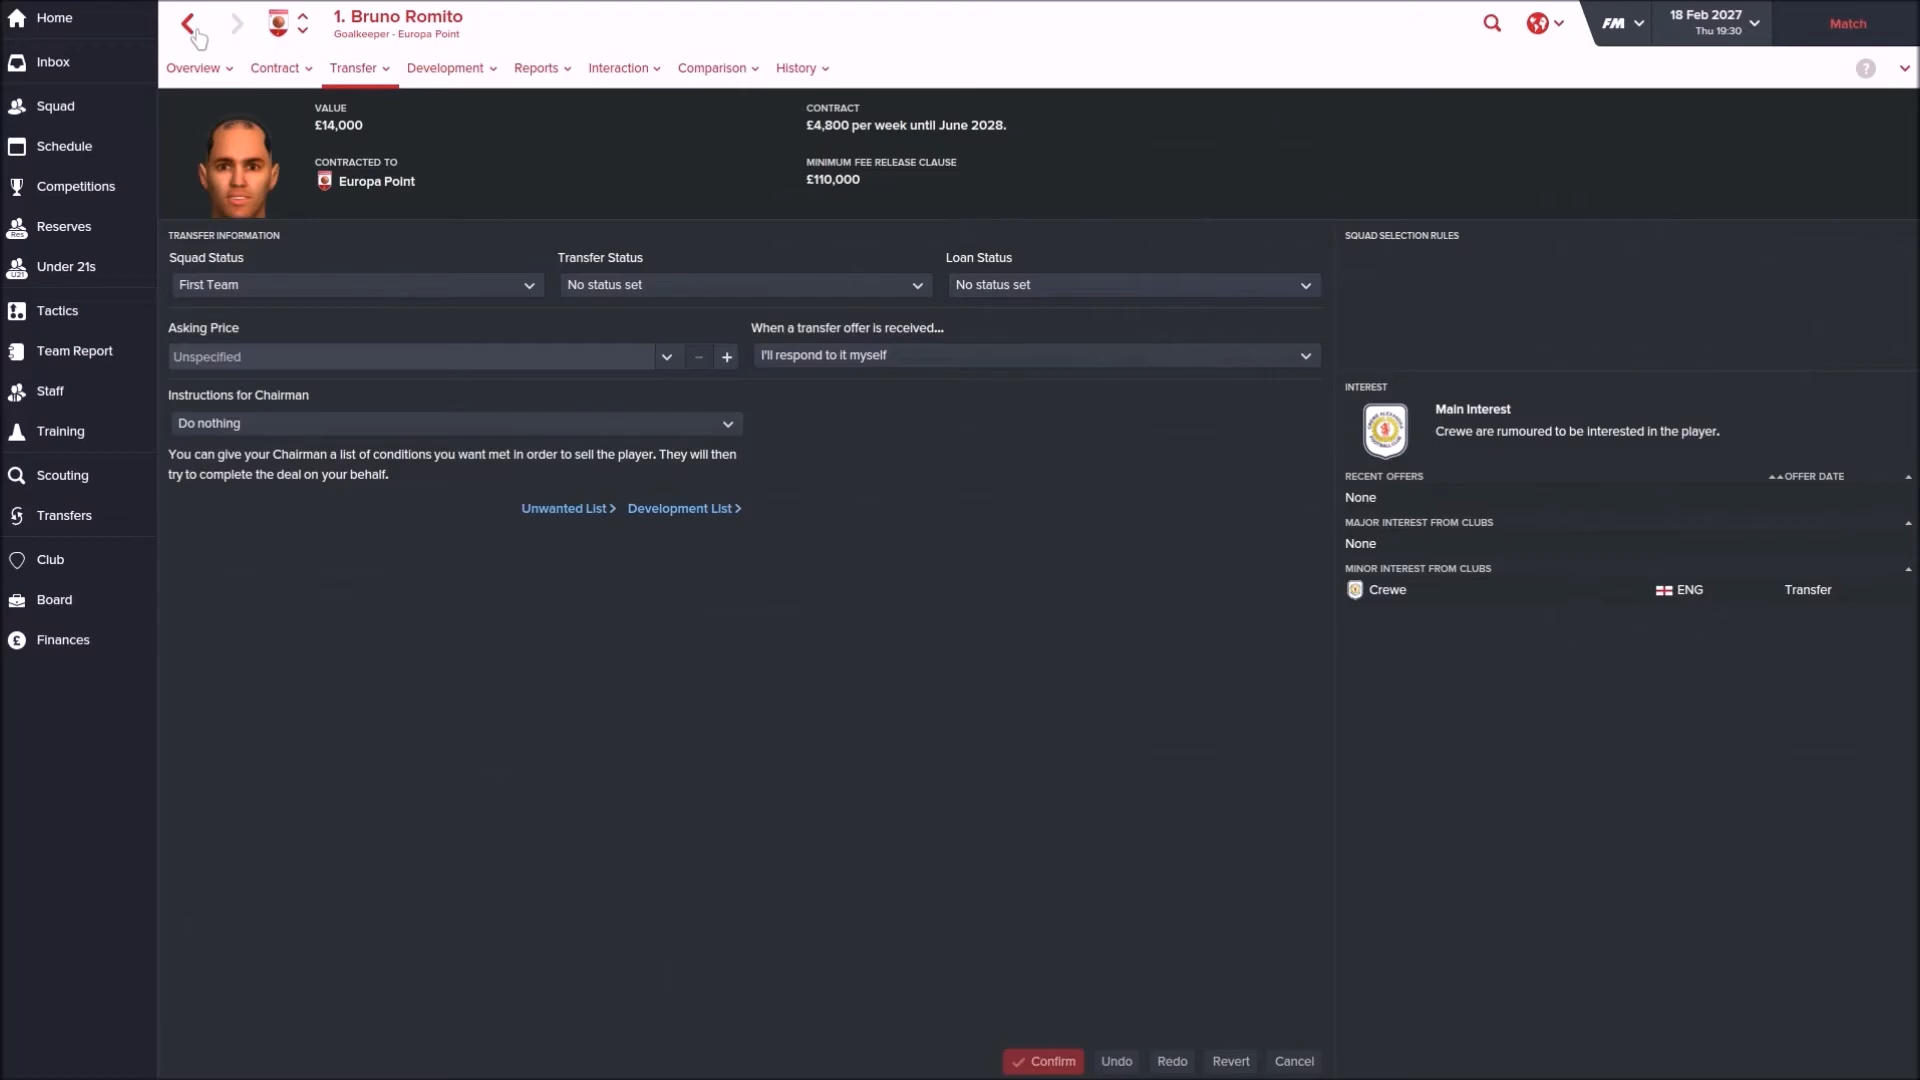 Home
Inbox
Squad
Schedule
Competitions
Res
Reserves
U21
Under 21s
Tactics
Team Report
Staff
Training
Scouting
Transfers
Club
Board
Finances
1. Bruno Romito
Goalkeeper - Europa Point
FM
18 Feb 2027
Thu 19:30
Match
Overview Contract Transfer Development Reports Interaction Comparison History
?
VALUE
£14,000
CONTRACTED TO
Europa Point
CONTRACT
£4,800 per week until June 2028.
MINIMUM FEE RELEASE CLAUSE
£110,000
TRANSFER INFORMATION
Squad Status Transfer Status Loan Status
First Team No status set No status set
Asking Price When a transfer offer is received...
Unspecified - + I'll respond to it myself
Instructions for Chairman
Do nothing
You can give your Chairman a list of conditions you want met in order to sell the player. They will then
try to complete the deal on your behalf.
Unwanted List > Development List >
SQUAD SELECTION RULES
INTEREST
Main Interest
Crewe are rumoured to be interested in the player.
RECENT OFFERS OFFER DATE
None
MAJOR INTEREST FROM CLUBS
None
MINOR INTEREST FROM CLUBS
Crewe ENG Transfer
Confirm Undo Redo Revert Cancel